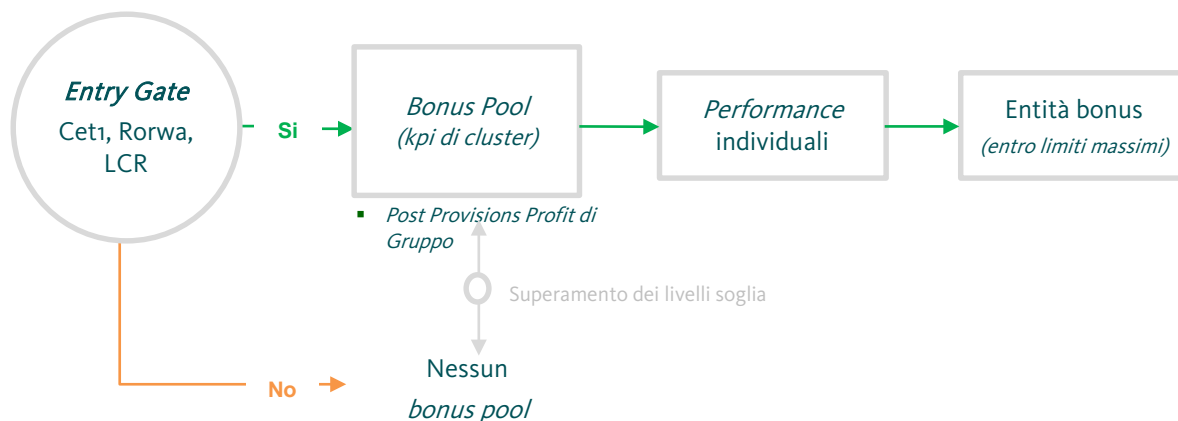 Entry Gate
Cet1, Rorwa,
LCR
Si
Bonus Pool
(kpi di cluster)
Performance
individuali
Entità bonus
(entro limiti massimi)
▪ Post Provisions Profit di
Gruppo
Superamento dei livelli soglia
No
Nessun
bonus pool